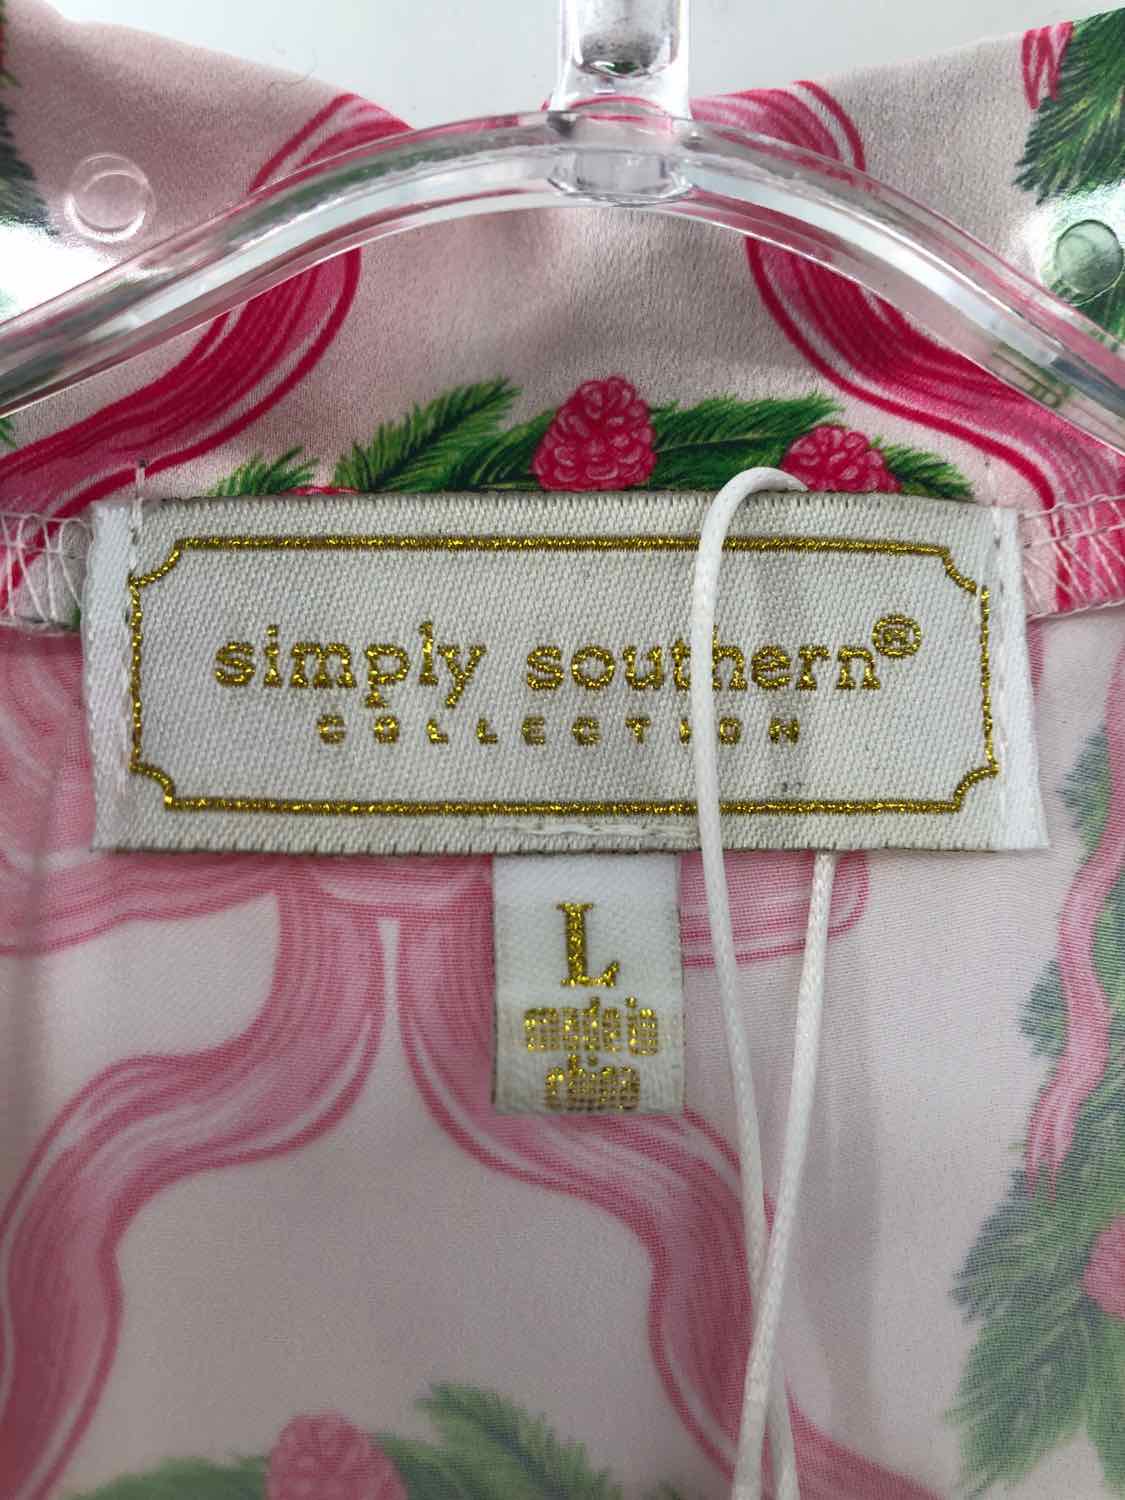 simply southern®
COLLECTION
L
made in
china